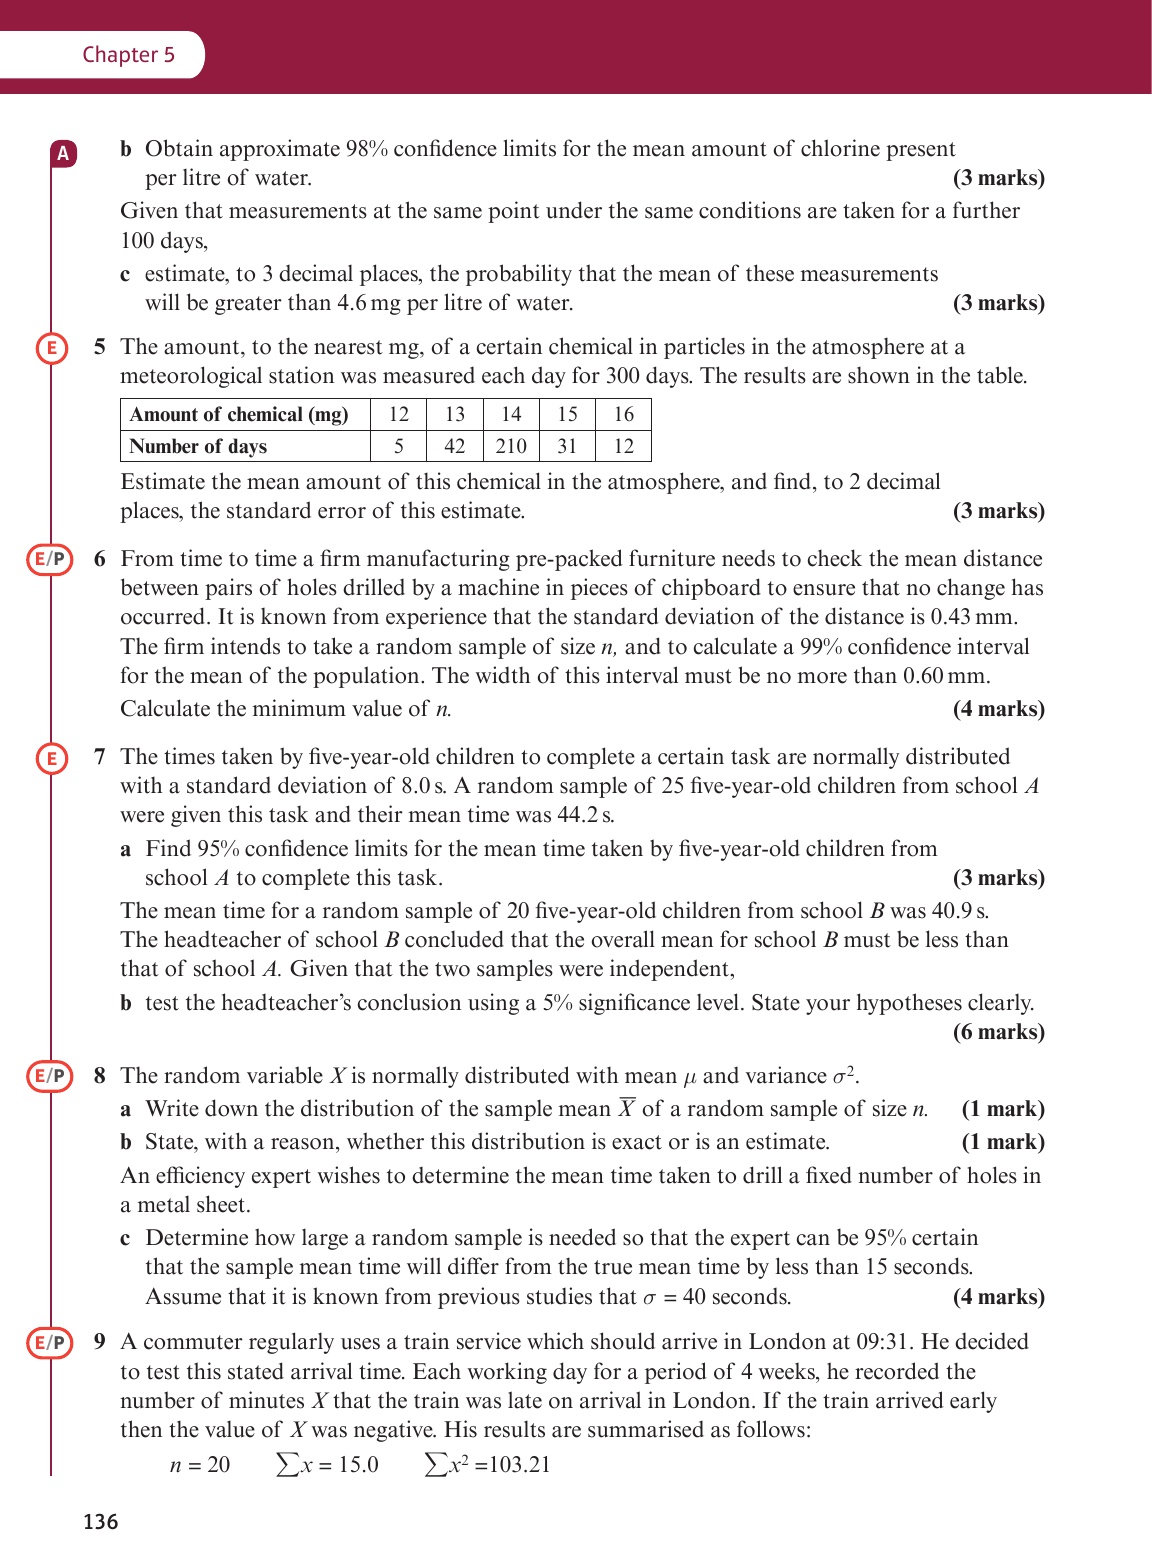 Chapter 5
A
b Obtain approximate 98% confidence limits for the mean amount of chlorine present
per litre of water. (3 marks)
Given that measurements at the same point under the same conditions are taken for a further
100 days,
c estimate, to 3 decimal places, the probability that the mean of these measurements
will be greater than 4.6 mg per litre of water. (3 marks)
E 5 The amount, to the nearest mg, of a certain chemical in particles in the atmosphere at a
meteorological station was measured each day for 300 days. The results are shown in the table.
Amount of chemical (mg) 12 13 14 15 16
Number of days 5 42 210 31 12
Estimate the mean amount of this chemical in the atmosphere, and find, to 2 decimal
places, the standard error of this estimate. (3 marks)
E/P 6 From time to time a firm manufacturing pre-packed furniture needs to check the mean distance
between pairs of holes drilled by a machine in pieces of chipboard to ensure that no change has
occurred. It is known from experience that the standard deviation of the distance is 0.43 mm.
The firm intends to take a random sample of size n, and to calculate a 99% confidence interval
for the mean of the population. The width of this interval must be no more than 0.60 mm.
Calculate the minimum value of n. (4 marks)
E 7 The times taken by five-year-old children to complete a certain task are normally distributed
with a standard deviation of 8.0 s. A random sample of 25 five-year-old children from school A
were given this task and their mean time was 44.2 s.
a Find 95% confidence limits for the mean time taken by five-year-old children from
school A to complete this task. (3 marks)
The mean time for a random sample of 20 five-year-old children from school B was 40.9 s.
The headteacher of school B concluded that the overall mean for school B must be less than
that of school A. Given that the two samples were independent,
b test the headteacher's conclusion using a 5% significance level. State your hypotheses clearly.
(6 marks)
E/P 8 The random variable X is normally distributed with mean μ and variance σ².
a Write down the distribution of the sample mean X̅ of a random sample of size n. (1 mark)
b State, with a reason, whether this distribution is exact or is an estimate. (1 mark)
An efficiency expert wishes to determine the mean time taken to drill a fixed number of holes in
a metal sheet.
c Determine how large a random sample is needed so that the expert can be 95% certain
that the sample mean time will differ from the true mean time by less than 15 seconds.
Assume that it is known from previous studies that σ = 40 seconds. (4 marks)
E/P 9 A commuter regularly uses a train service which should arrive in London at 09:31. He decided
to test this stated arrival time. Each working day for a period of 4 weeks, he recorded the
number of minutes X that the train was late on arrival in London. If the train arrived early
then the value of X was negative. His results are summarised as follows:
n = 20 ∑x = 15.0 ∑x² =103.21
136